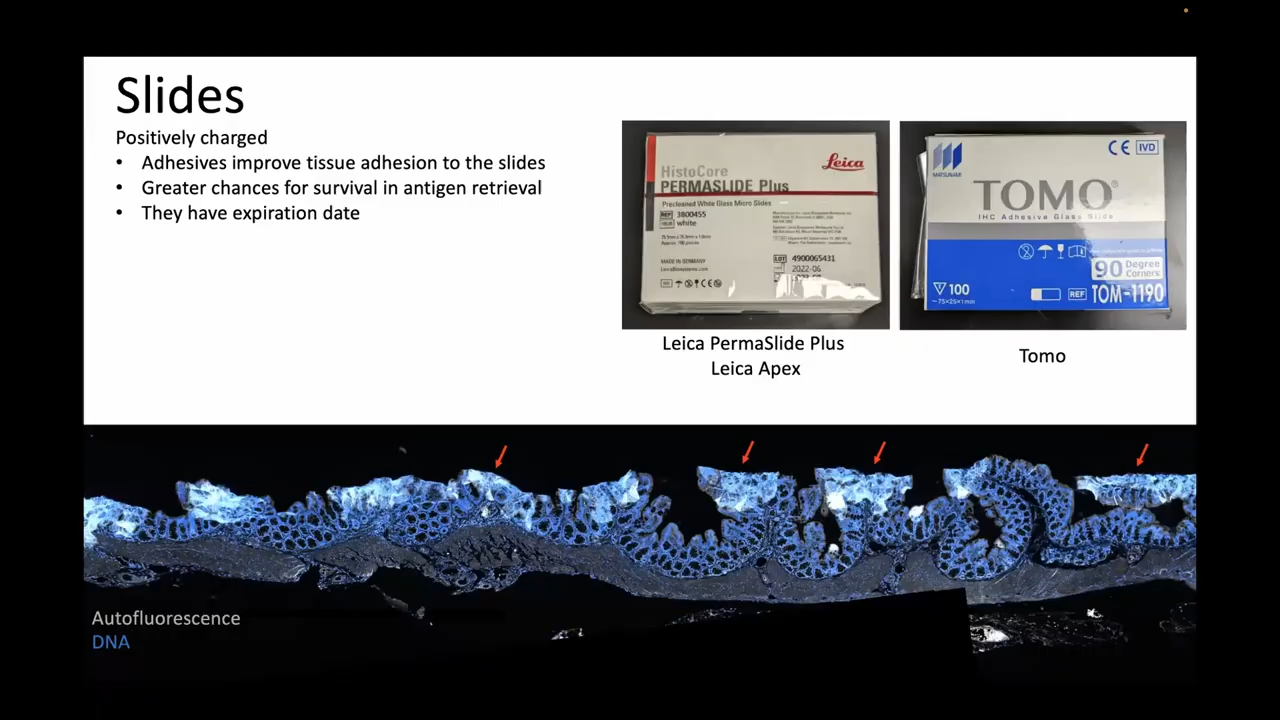 Slides
Positively charged
• Adhesives improve tissue adhesion to the slides
• Greater chances for survival in antigen retrieval
• They have expiration date
Leica
HistoCore
PERMASLIDE Plus
Precleaned White Glass Micro Slides
REF 3800455
white
MADE IN GERMANY
LeicaBiosystems.com
LOT 4900065431
2022-06
Leica PermaSlide Plus
Leica Apex
MATSUNAMI
CE IVD
TOMO®
IHC Adhesive Glass Slide
90 Degree
Corners
100
~75×25×1mm
REF TOM-1190
Tomo
Autofluorescence
DNA